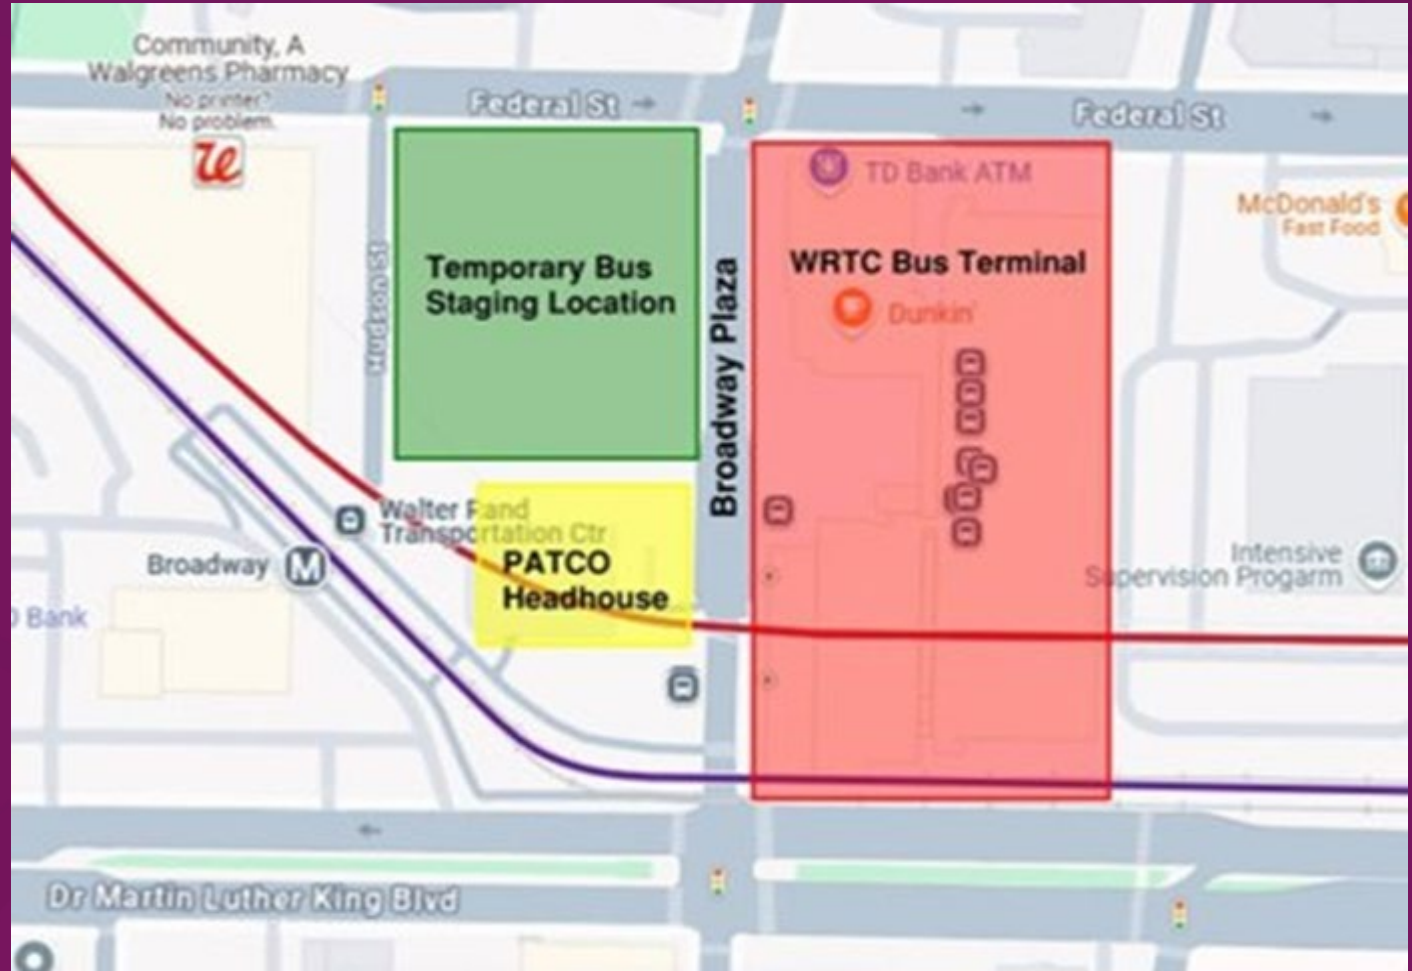 Community, A
Walgreens Pharmacy
No printer?
No problem.
Federal St
Federal St
TD Bank ATM
McDonald's
Fast Food
WRTC Bus Terminal
Temporary Bus
Staging Location
Hudson St
Broadway Plaza
Dunkin'
Walter Rand
Transportation Ctr
Broadway
M
PATCO
Headhouse
Intensive
Supervision Progarm
D Bank
Dr Martin Luther King Blvd